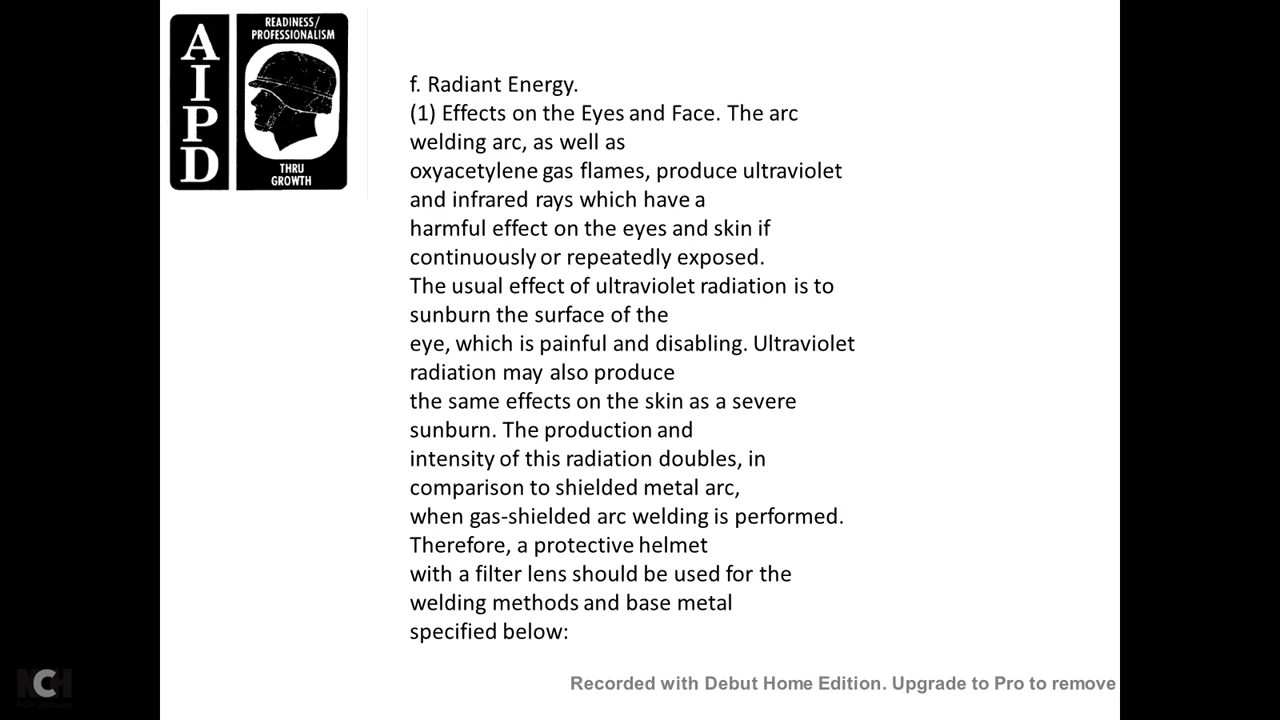 AIPD
READINESS/
PROFESSIONALISM
THRU
GROWTH
f. Radiant Energy.
(1) Effects on the Eyes and Face. The arc
welding arc, as well as
oxyacetylene gas flames, produce ultraviolet
and infrared rays which have a
harmful effect on the eyes and skin if
continuously or repeatedly exposed.
The usual effect of ultraviolet radiation is to
sunburn the surface of the
eye, which is painful and disabling. Ultraviolet
radiation may also produce
the same effects on the skin as a severe
sunburn. The production and
intensity of this radiation doubles, in
comparison to shielded metal arc,
when gas-shielded arc welding is performed.
Therefore, a protective helmet
with a filter lens should be used for the
welding methods and base metal
specified below:
NCH
NCH Software
Recorded with Debut Home Edition. Upgrade to Pro to remove